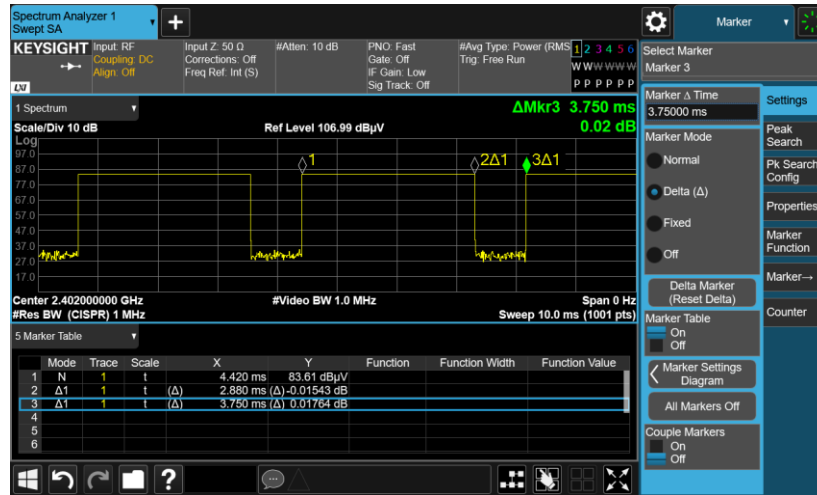 Spectrum Analyzer 1
Swept SA
+
Marker
KEYSIGHT
Input: RF
Coupling: DC
Align: Off
Input Z: 50 Ω
Corrections: Off
Freq Ref: Int (S)
#Atten: 10 dB
PNO: Fast
Gate: Off
IF Gain: Low
Sig Track: Off
#Avg Type: Power (RMS
Trig: Free Run
1 2 3 4 5 6
W W W W W W
P P P P P P
LXI
Select Marker
Marker 3
1 Spectrum
ΔMkr3 3.750 ms
0.02 dB
Scale/Div 10 dB
Ref Level 106.99 dBµV
Log
97.0
87.0
77.0
67.0
57.0
47.0
37.0
27.0
17.0
1
2Δ1
3Δ1
Center 2.402000000 GHz
#Video BW 1.0 MHz
Span 0 Hz
#Res BW (CISPR) 1 MHz
Sweep 10.0 ms (1001 pts)
5 Marker Table
Mode Trace Scale X Y Function Function Width Function Value
1 N 1 t 4.420 ms 83.61 dBµV
2 Δ1 1 t (Δ) 2.880 ms (Δ) -0.01543 dB
3 Δ1 1 t (Δ) 3.750 ms (Δ) 0.01764 dB
4
5
6
Marker Δ Time
3.75000 ms
Marker Mode
Normal
Delta (Δ)
Fixed
Off
Delta Marker
(Reset Delta)
Marker Table
On
Off
Marker Settings
Diagram
All Markers Off
Couple Markers
On
Off
Settings
Peak
Search
Pk Search
Config
Properties
Marker
Function
Marker→
Counter
?